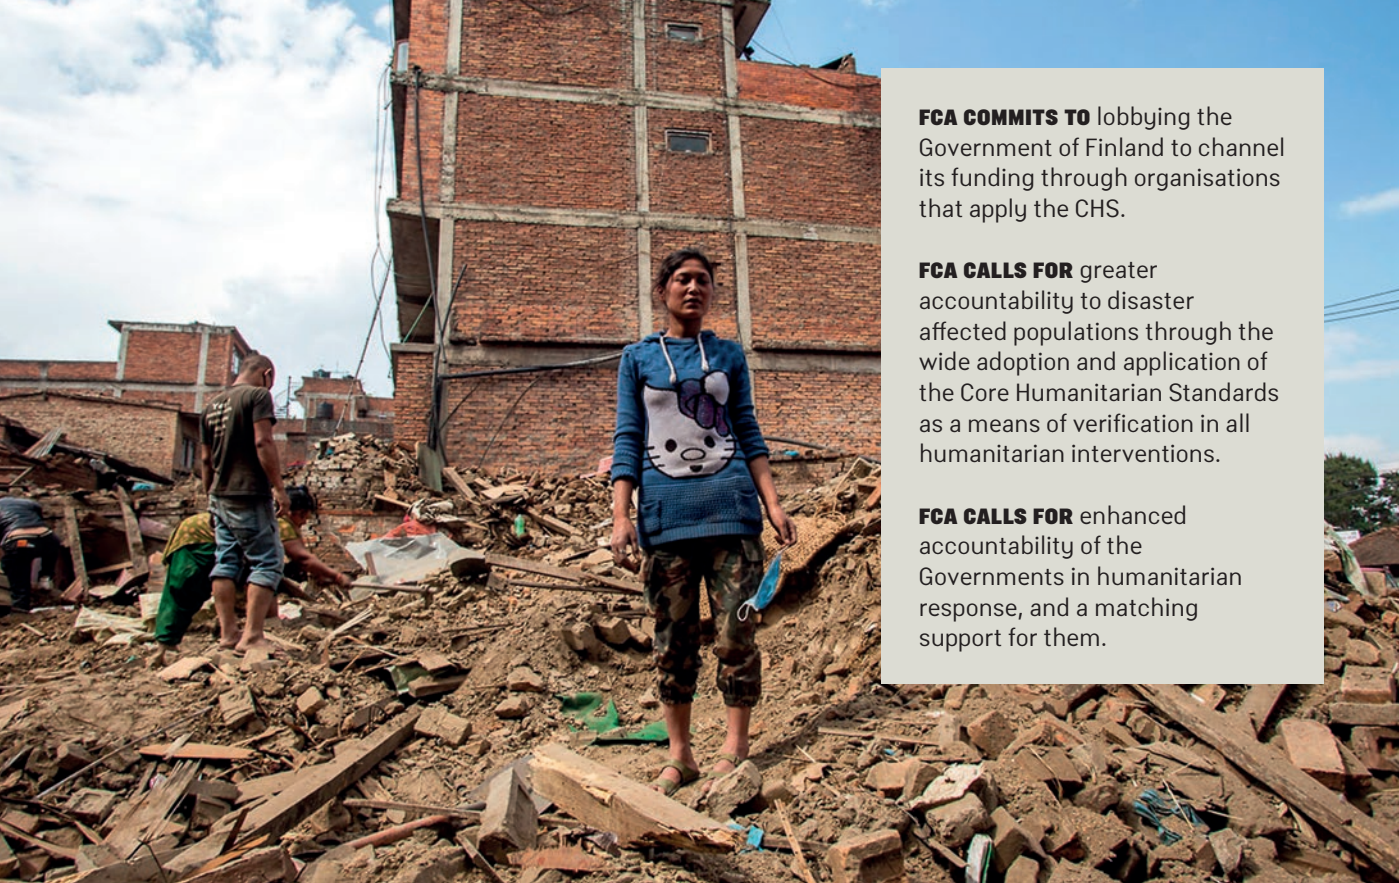 FCA COMMITS TO lobbying the
Government of Finland to channel
its funding through organisations
that apply the CHS.
FCA CALLS FOR greater
accountability to disaster
affected populations through the
wide adoption and application of
the Core Humanitarian Standards
as a means of verification in all
humanitarian interventions.
FCA CALLS FOR enhanced
accountability of the
Governments in humanitarian
response, and a matching
support for them.